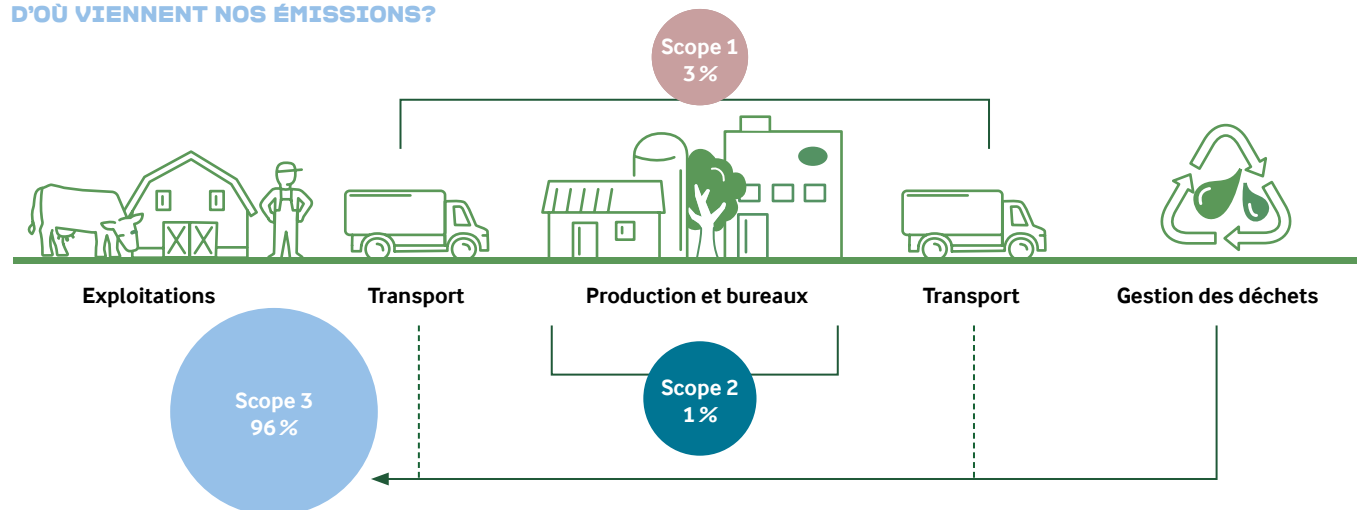 D'OÙ VIENNENT NOS ÉMISSIONS?
Scope 1
3 %
Exploitations
Transport
Production et bureaux
Transport
Gestion des déchets
Scope 3
96 %
Scope 2
1 %